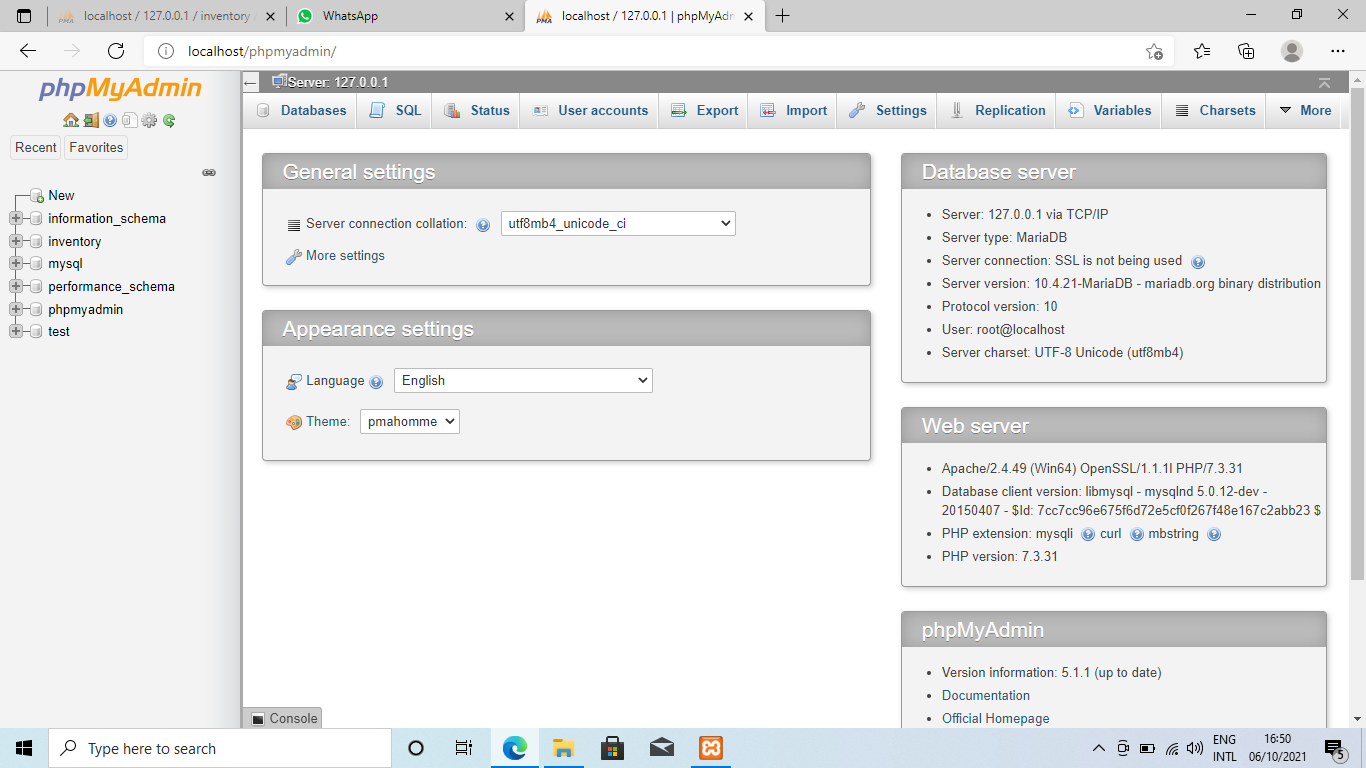 localhost / 127.0.0.1 / inventory /
WhatsApp
localhost / 127.0.0.1 | phpMyAdm
localhost/phpmyadmin/
phpMyAdmin
Recent Favorites
New
information_schema
inventory
mysql
performance_schema
phpmyadmin
test
Server: 127.0.0.1
Databases SQL Status User accounts Export Import Settings Replication Variables Charsets More
General settings
Server connection collation: utf8mb4_unicode_ci
More settings
Appearance settings
Language English
Theme: pmahomme
Database server
Server: 127.0.0.1 via TCP/IP
Server type: MariaDB
Server connection: SSL is not being used
Server version: 10.4.21-MariaDB - mariadb.org binary distribution
Protocol version: 10
User: root@localhost
Server charset: UTF-8 Unicode (utf8mb4)
Web server
Apache/2.4.49 (Win64) OpenSSL/1.1.1l PHP/7.3.31
Database client version: libmysql - mysqlnd 5.0.12-dev -
20150407 - $Id: 7cc7cc96e675f6d72e5cf0f267f48e167c2abb23 $
PHP extension: mysqli curl mbstring
PHP version: 7.3.31
phpMyAdmin
Version information: 5.1.1 (up to date)
Documentation
Official Homepage
Console
Type here to search
ENG
INTL
16:50
06/10/2021
5